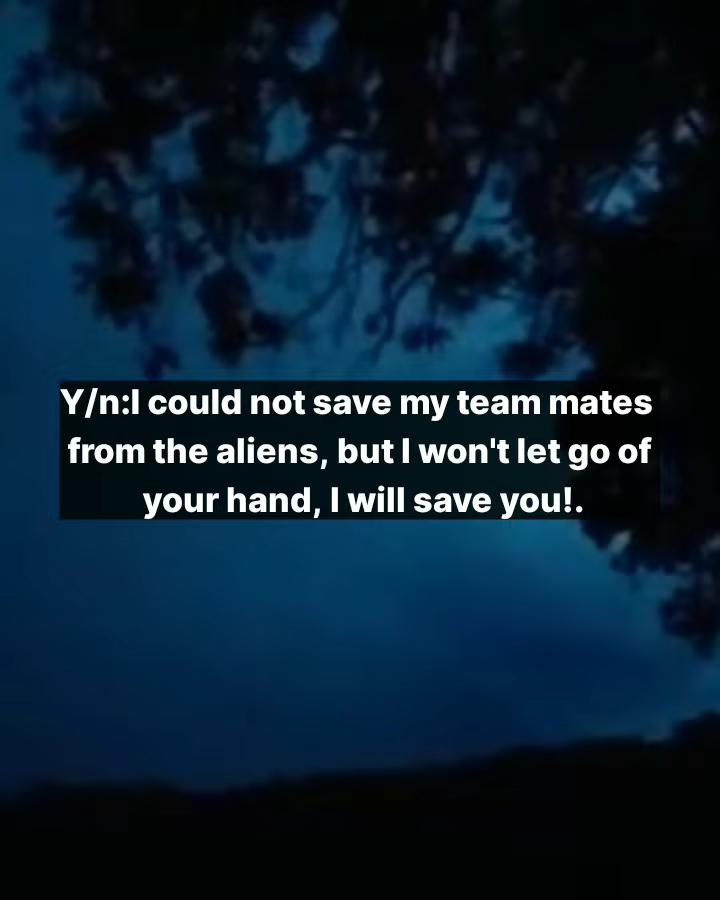 Y/n:I could not save my team mates
from the aliens, but I won't let go of
your hand, I will save you!.